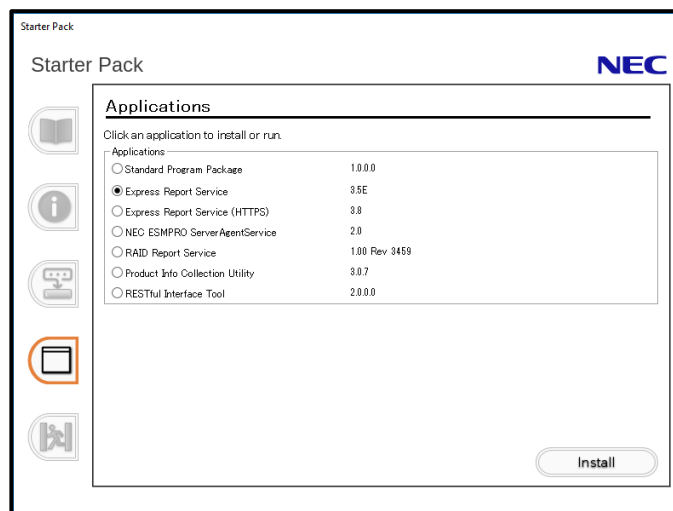 Starter Pack
Starter Pack
NEC
Applications
Click an application to install or run.
Applications
Standard Program Package 1.0.0.0
Express Report Service 3.5E
Express Report Service (HTTPS) 3.8
NEC ESMPRO ServerAgentService 2.0
RAID Report Service 1.00 Rev 3459
Product Info Collection Utility 3.0.7
RESTful Interface Tool 2.0.0.0
Install